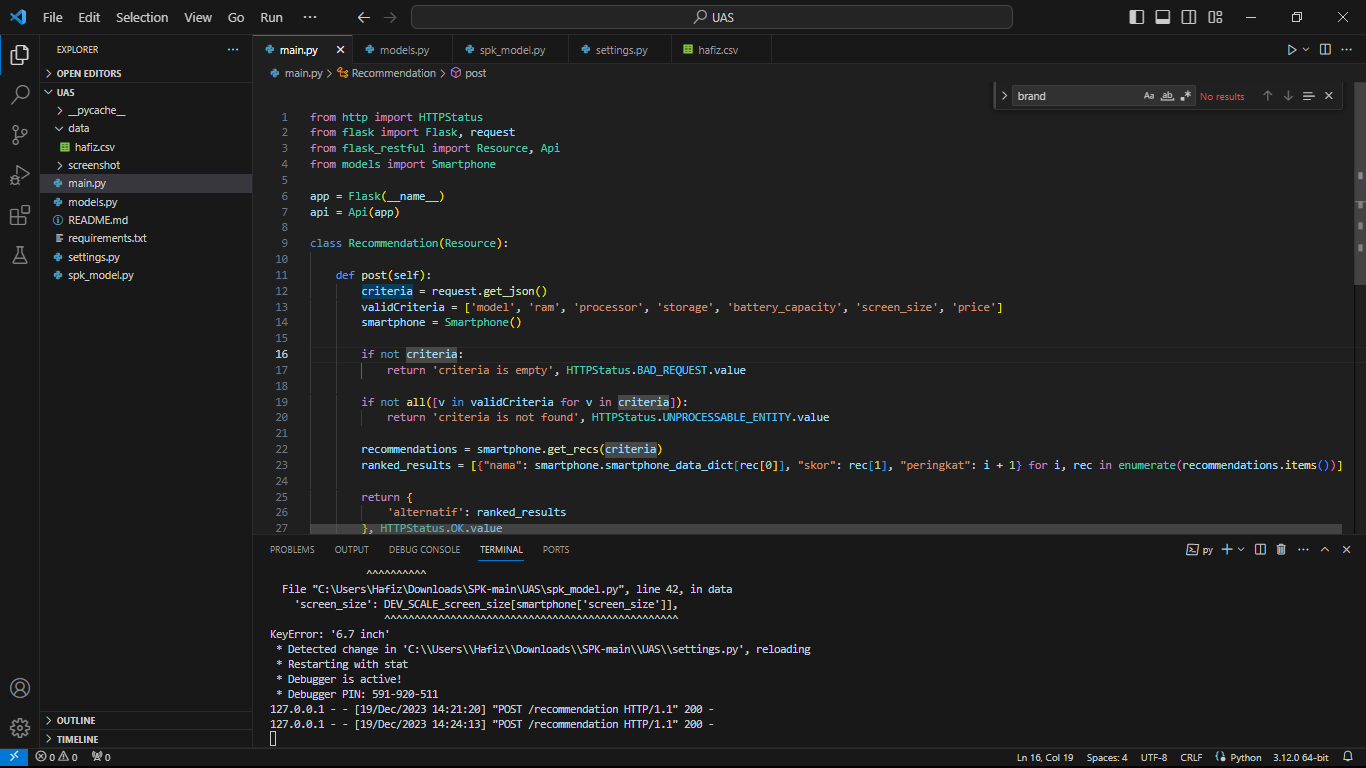 File Edit Selection View Go Run ··· UAS
EXPLORER ···
OPEN EDITORS
UAS
__pycache__
data
hafiz.csv
screenshot
main.py
models.py
README.md
requirements.txt
settings.py
spk_model.py
OUTLINE
TIMELINE
main.py models.py spk_model.py settings.py hafiz.csv
main.py > Recommendation > post
brand Aa ab .* No results
1 from http import HTTPStatus
2 from flask import Flask, request
3 from flask_restful import Resource, Api
4 from models import Smartphone
5
6 app = Flask(__name__)
7 api = Api(app)
8
9 class Recommendation(Resource):
10
11 def post(self):
12 criteria = request.get_json()
13 validCriteria = ['model', 'ram', 'processor', 'storage', 'battery_capacity', 'screen_size', 'price']
14 smartphone = Smartphone()
15
16 if not criteria:
17 return 'criteria is empty', HTTPStatus.BAD_REQUEST.value
18
19 if not all([v in validCriteria for v in criteria]):
20 return 'criteria is not found', HTTPStatus.UNPROCESSABLE_ENTITY.value
21
22 recommendations = smartphone.get_recs(criteria)
23 ranked_results = [{"nama": smartphone.smartphone_data_dict[rec[0]], "skor": rec[1], "peringkat": i + 1} for i, rec in enumerate(recommendations.items())]
24
25 return {
26 'alternatif': ranked_results
27 }, HTTPStatus.OK.value
PROBLEMS OUTPUT DEBUG CONSOLE TERMINAL PORTS py
^^^^^^^^^^
File "C:\Users\Hafiz\Downloads\SPK-main\UAS\spk_model.py", line 42, in data
'screen_size': DEV_SCALE_screen_size[smartphone['screen_size']],
^^^^^^^^^^^^^^^^^^^^^^^^^^^^^^^^^^^^^^^^^^^^^^^^^
KeyError: '6.7 inch'
* Detected change in 'C:\\Users\\Hafiz\\Downloads\\SPK-main\\UAS\\settings.py', reloading
* Restarting with stat
* Debugger is active!
* Debugger PIN: 591-920-511
127.0.0.1 - - [19/Dec/2023 14:21:20] "POST /recommendation HTTP/1.1" 200 -
127.0.0.1 - - [19/Dec/2023 14:24:13] "POST /recommendation HTTP/1.1" 200 -
0 0 0 Ln 16, Col 19 Spaces: 4 UTF-8 CRLF Python 3.12.0 64-bit